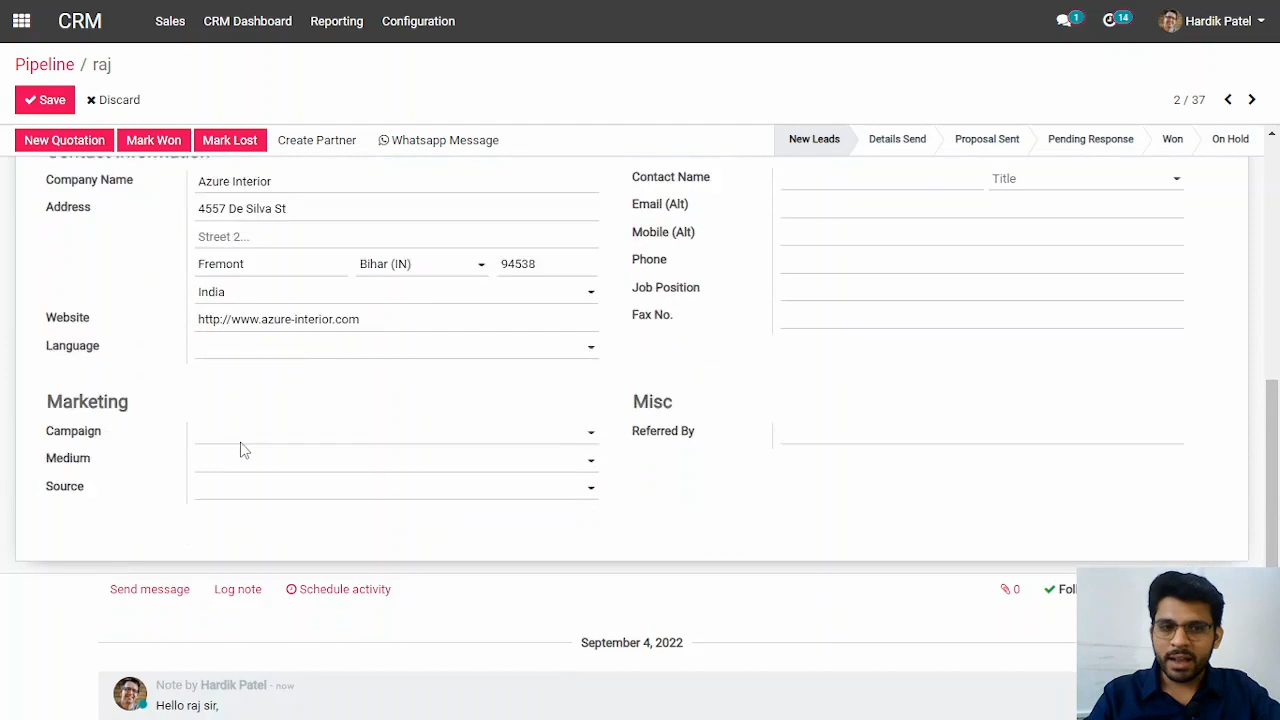 CRM Sales CRM Dashboard Reporting Configuration 1 14 Hardik Patel
Pipeline / raj
Save Discard 2 / 37
New Quotation Mark Won Mark Lost Create Partner Whatsapp Message New Leads Details Send Proposal Sent Pending Response Won On Hold
Contact Information
Company Name Azure Interior
Address 4557 De Silva St
Street 2...
Fremont Bihar (IN) 94538
India
Website http://www.azure-interior.com
Language
Contact Name Title
Email (Alt)
Mobile (Alt)
Phone
Job Position
Fax No.
Marketing
Campaign
Medium
Source
Misc
Referred By
Send message Log note Schedule activity 0 Foll
September 4, 2022
Note by Hardik Patel - now
Hello raj sir,